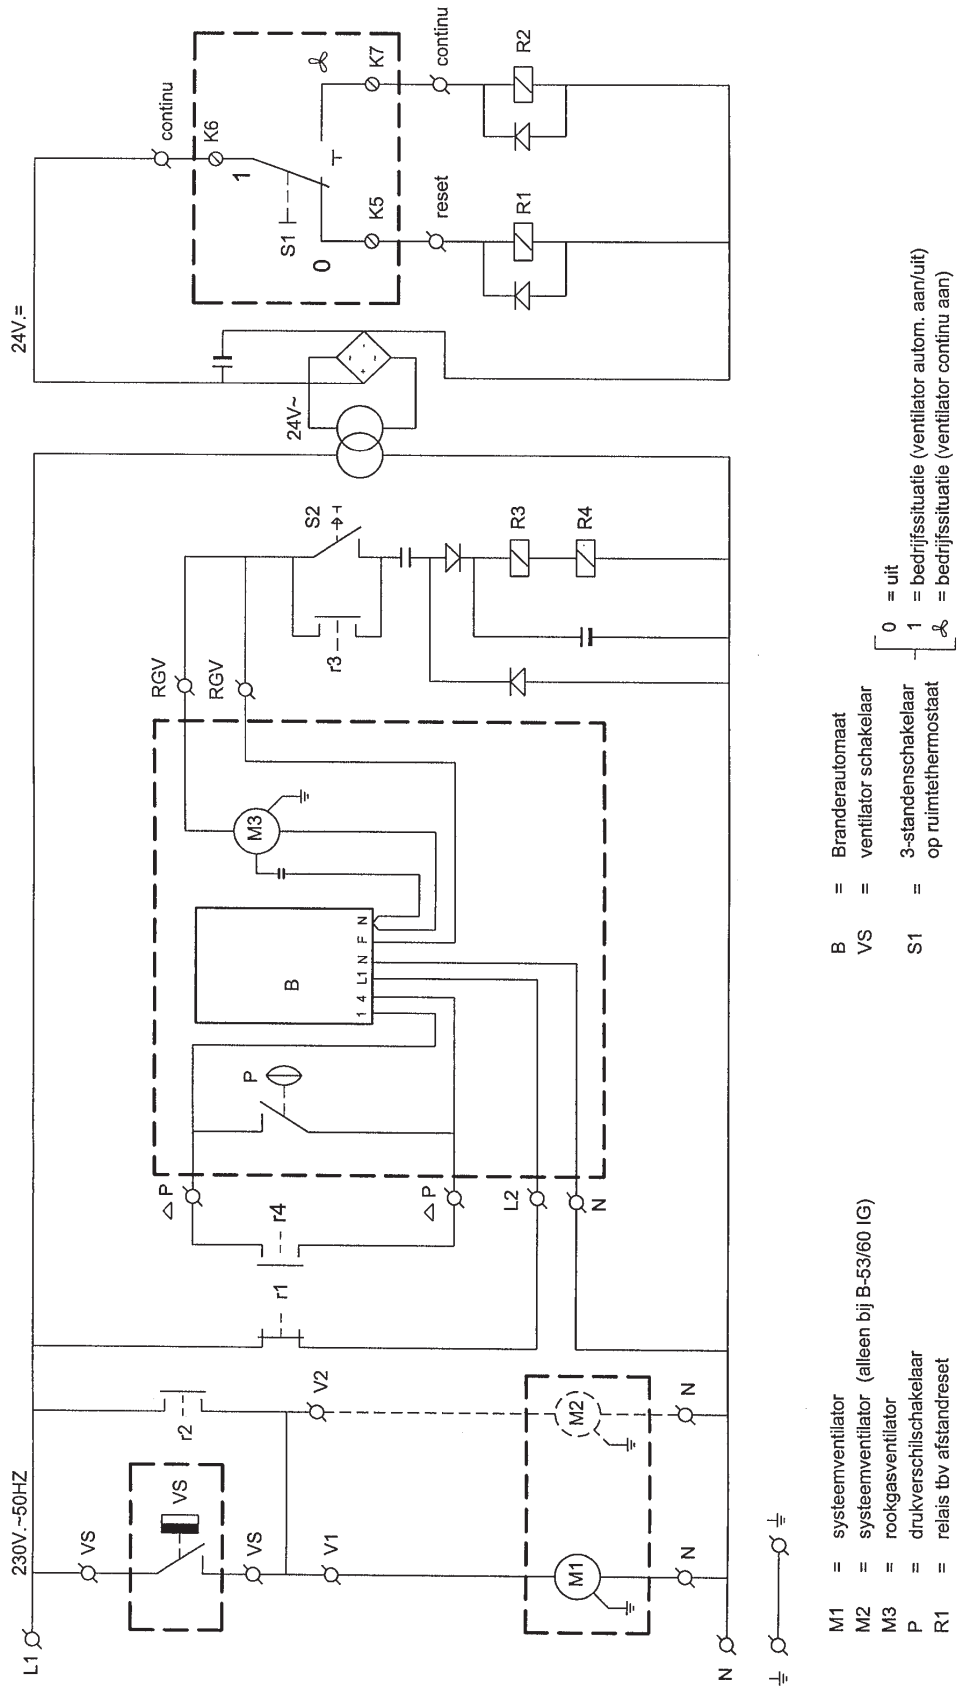 L1
230V.~50HZ
VS
VS
VS
V1
M1
N
N
r2
V2
M2
N
r1
r4
△P
△P
L2
N
P
B
1 4 L1 N F N
M3
RGV
RGV
r3
S2
R3
R4
24V~
24V.=
continu
K6
1
S1
0
K5
K7
reset
continu
R1
R2
M1 = systeemventilator
M2 = systeemventilator (alleen bij B-53/60 IG)
M3 = rookgasventilator
P = drukverschilschakelaar
R1 = relais tbv afstandreset
B = Branderautomaat
VS = ventilator schakelaar
S1 = 3-standenschakelaar
op ruimtethermostaat
0 = uit
1 = bedrijfssituatie (ventilator autom. aan/uit)
= bedrijfssituatie (ventilator continu aan)